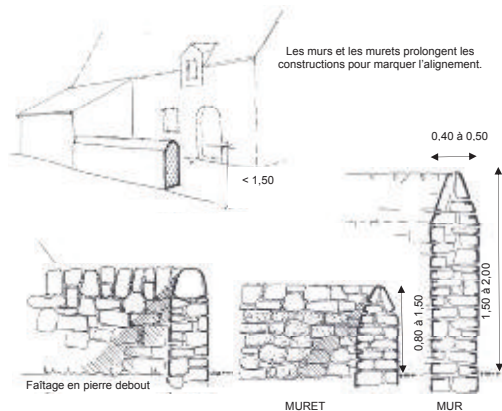 Les murs et les murets prolongent les
constructions pour marquer l'alignement.
0,40 à 0,50
< 1,50
1,50 à 2,00
0,80 à 1,50
Faîtage en pierre debout
MURET
MUR